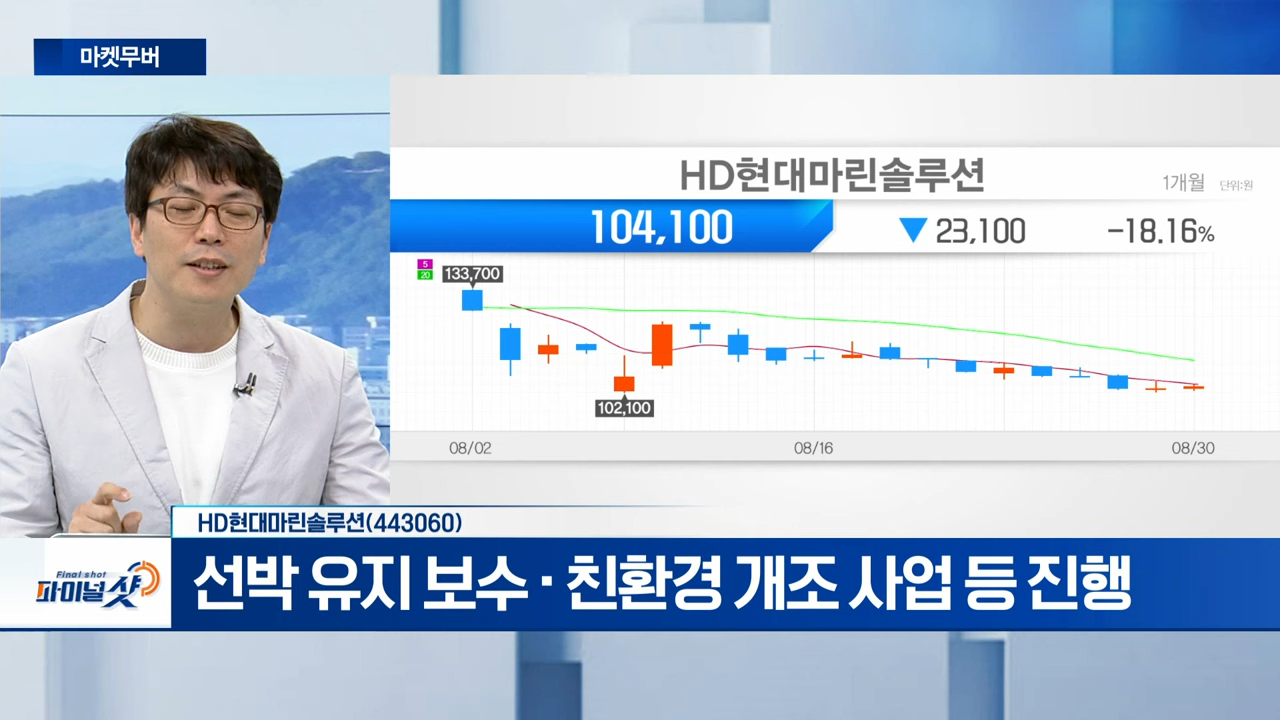 마켓무버
HD현대마린솔루션
1개월 단위:원
104,100 ▼ 23,100 -18.16%
5
20
133,700
102,100
08/02 08/16 08/30
HD현대마린솔루션(443060)
Final shot
파이널샷
선박 유지 보수·친환경 개조 사업 등 진행